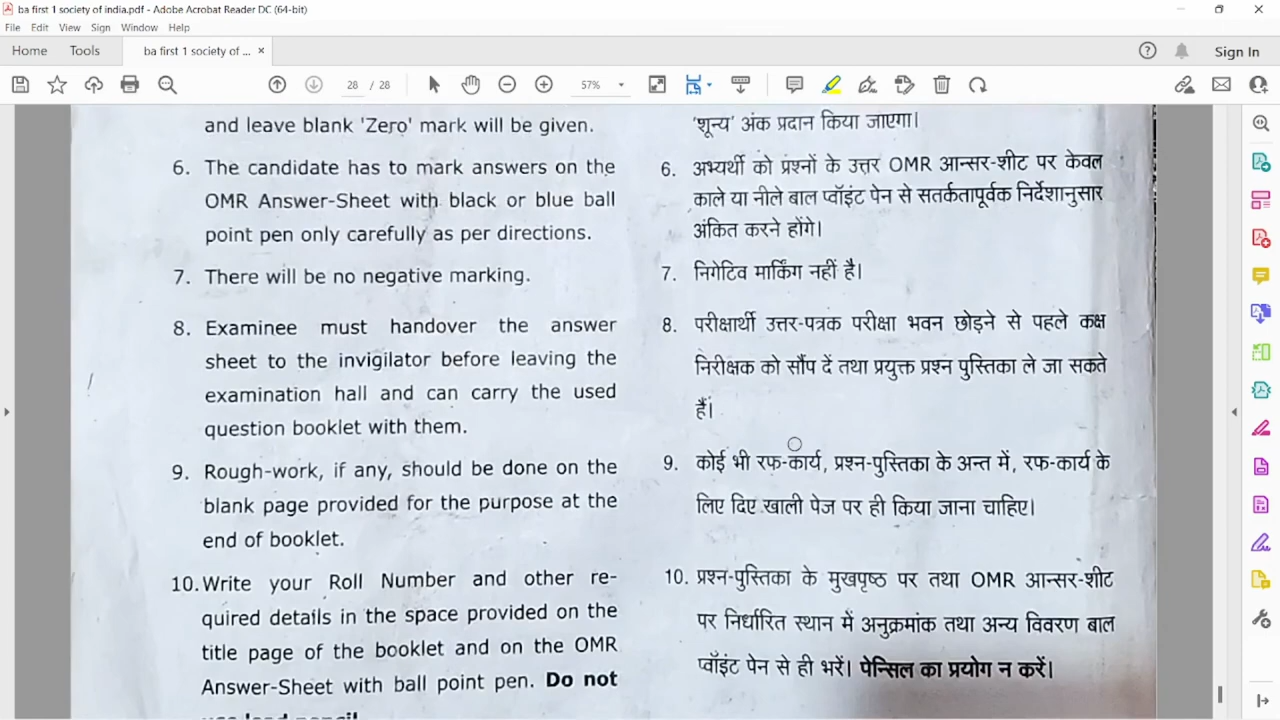 ba first 1 society of india.pdf - Adobe Acrobat Reader DC (64-bit)
File Edit View Sign Window Help
Home Tools ba first 1 society of ... × Sign In
28 / 28 57%
and leave blank 'Zero' mark will be given.
6. The candidate has to mark answers on the
OMR Answer-Sheet with black or blue ball
point pen only carefully as per directions.
7. There will be no negative marking.
8. Examinee must handover the answer
sheet to the invigilator before leaving the
examination hall and can carry the used
question booklet with them.
9. Rough-work, if any, should be done on the
blank page provided for the purpose at the
end of booklet.
10. Write your Roll Number and other re-
quired details in the space provided on the
title page of the booklet and on the OMR
Answer-Sheet with ball point pen. Do not
use lead pencil
'शून्य' अंक प्रदान किया जाएगा।
6. अभ्यर्थी को प्रश्नों के उत्तर OMR आन्सर-शीट पर केवल
काले या नीले बाल प्वॉइंट पेन से सतर्कतापूर्वक निर्देशानुसार
अंकित करने होंगे।
7. निगेटिव मार्किंग नहीं है।
8. परीक्षार्थी उत्तर-पत्रक परीक्षा भवन छोड़ने से पहले कक्ष
निरीक्षक को सौंप दें तथा प्रयुक्त प्रश्न पुस्तिका ले जा सकते
हैं।
9. कोई भी रफ-कार्य, प्रश्न-पुस्तिका के अन्त में, रफ-कार्य के
लिए दिए खाली पेज पर ही किया जाना चाहिए।
10. प्रश्न-पुस्तिका के मुखपृष्ठ पर तथा OMR आन्सर-शीट
पर निर्धारित स्थान में अनुक्रमांक तथा अन्य विवरण बाल
प्वॉइंट पेन से ही भरें। पेन्सिल का प्रयोग न करें।